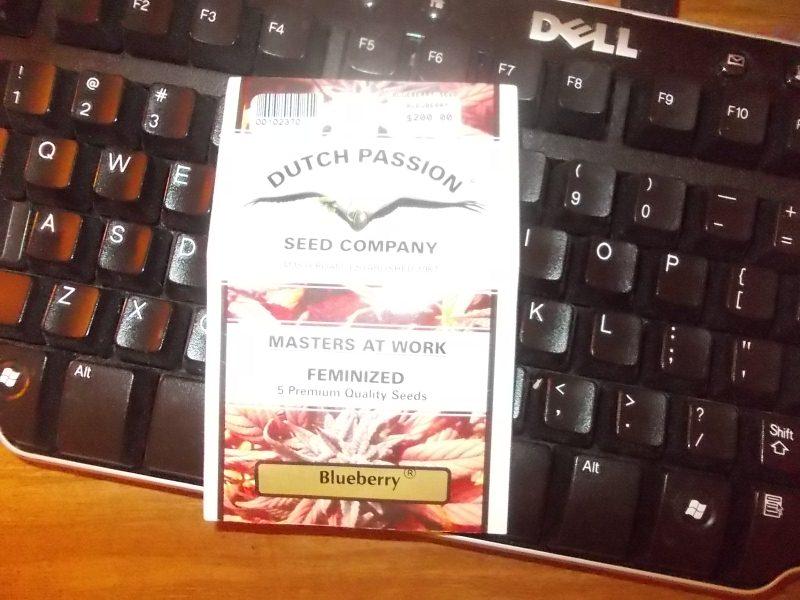 DELL
F2 F3 F4 F5 F6 F7 F8 F9 F10
! 1 @ 2 # 3 ( 9 ) 0 — - + =
Q W E O P { [
A S D K L : ; " '
Z X < , > . ? / Shift
Alt Alt
00102370
BLUEBERRY
$200.00
DUTCH PASSION
SEED COMPANY
MASTERS AT WORK
FEMINIZED
5 Premium Quality Seeds
Blueberry®